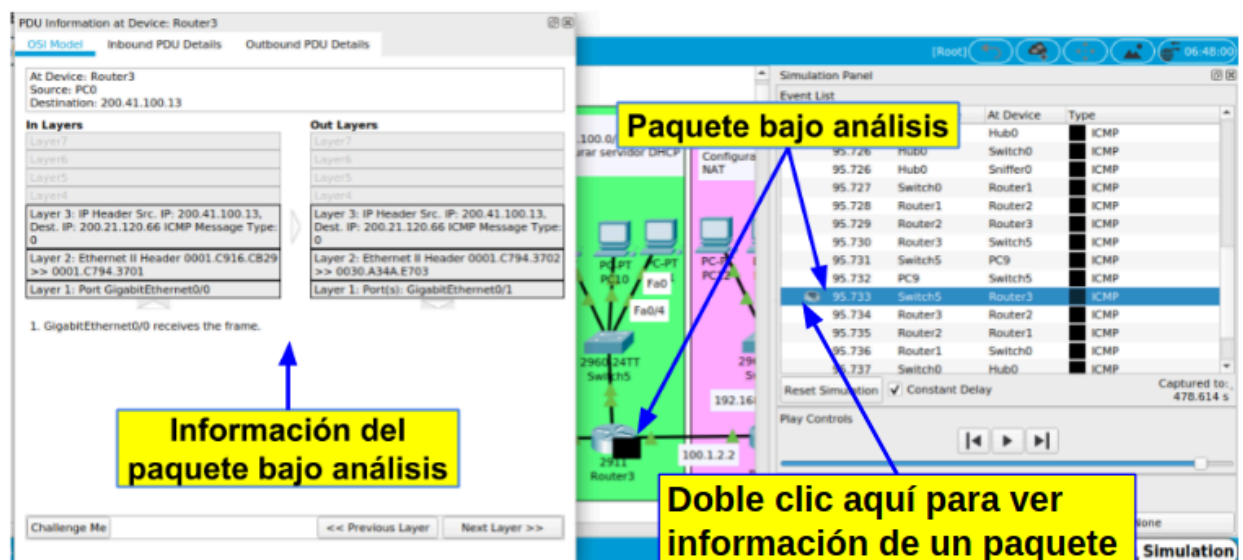 PDU Information at Device: Router3
OSI Model Inbound PDU Details Outbound PDU Details
At Device: Router3
Source: PC0
Destination: 200.41.100.13
In Layers
Layer7
Layer6
Layer5
Layer4
Layer 3: IP Header Src. IP: 200.41.100.13,
Dest. IP: 200.21.120.66 ICMP Message Type:
0
Layer 2: Ethernet II Header 0001.C916.CB29
>> 0001.C794.3701
Layer 1: Port GigabitEthernet0/0
Out Layers
Layer7
Layer6
Layer5
Layer4
Layer 3: IP Header Src. IP: 200.41.100.13,
Dest. IP: 200.21.120.66 ICMP Message Type:
0
Layer 2: Ethernet II Header 0001.C794.3702
>> 0030.A34A.E703
Layer 1: Port(s): GigabitEthernet0/1
1. GigabitEthernet0/0 receives the frame.
Información del
paquete bajo análisis
Challenge Me << Previous Layer Next Layer >>
[Root] 06:48:00
.100.0/
urar servidor DHCP
Configura
NAT
Paquete bajo análisis
PC-PT
PC10
PC-PT
Fa0
Fa0/4
2960-24TT
Switch5
192.16
100.1.2.2
2911
Router3
Simulation Panel
Event List
At Device Type
Hub0 ICMP
95.726 Hub0 Switch0 ICMP
95.726 Hub0 Sniffer0 ICMP
95.727 Switch0 Router1 ICMP
95.728 Router1 Router2 ICMP
95.729 Router2 Router3 ICMP
95.730 Router3 Switch5 ICMP
95.731 Switch5 PC9 ICMP
95.732 PC9 Switch5 ICMP
95.733 Switch5 Router3 ICMP
95.734 Router3 Router2 ICMP
95.735 Router2 Router1 ICMP
95.736 Router1 Switch0 ICMP
95.737 Switch0 Hub0 ICMP
Reset Simulation Constant Delay Captured to:
478.614 s
Play Controls
Doble clic aquí para ver
información de un paquete
None
Simulation